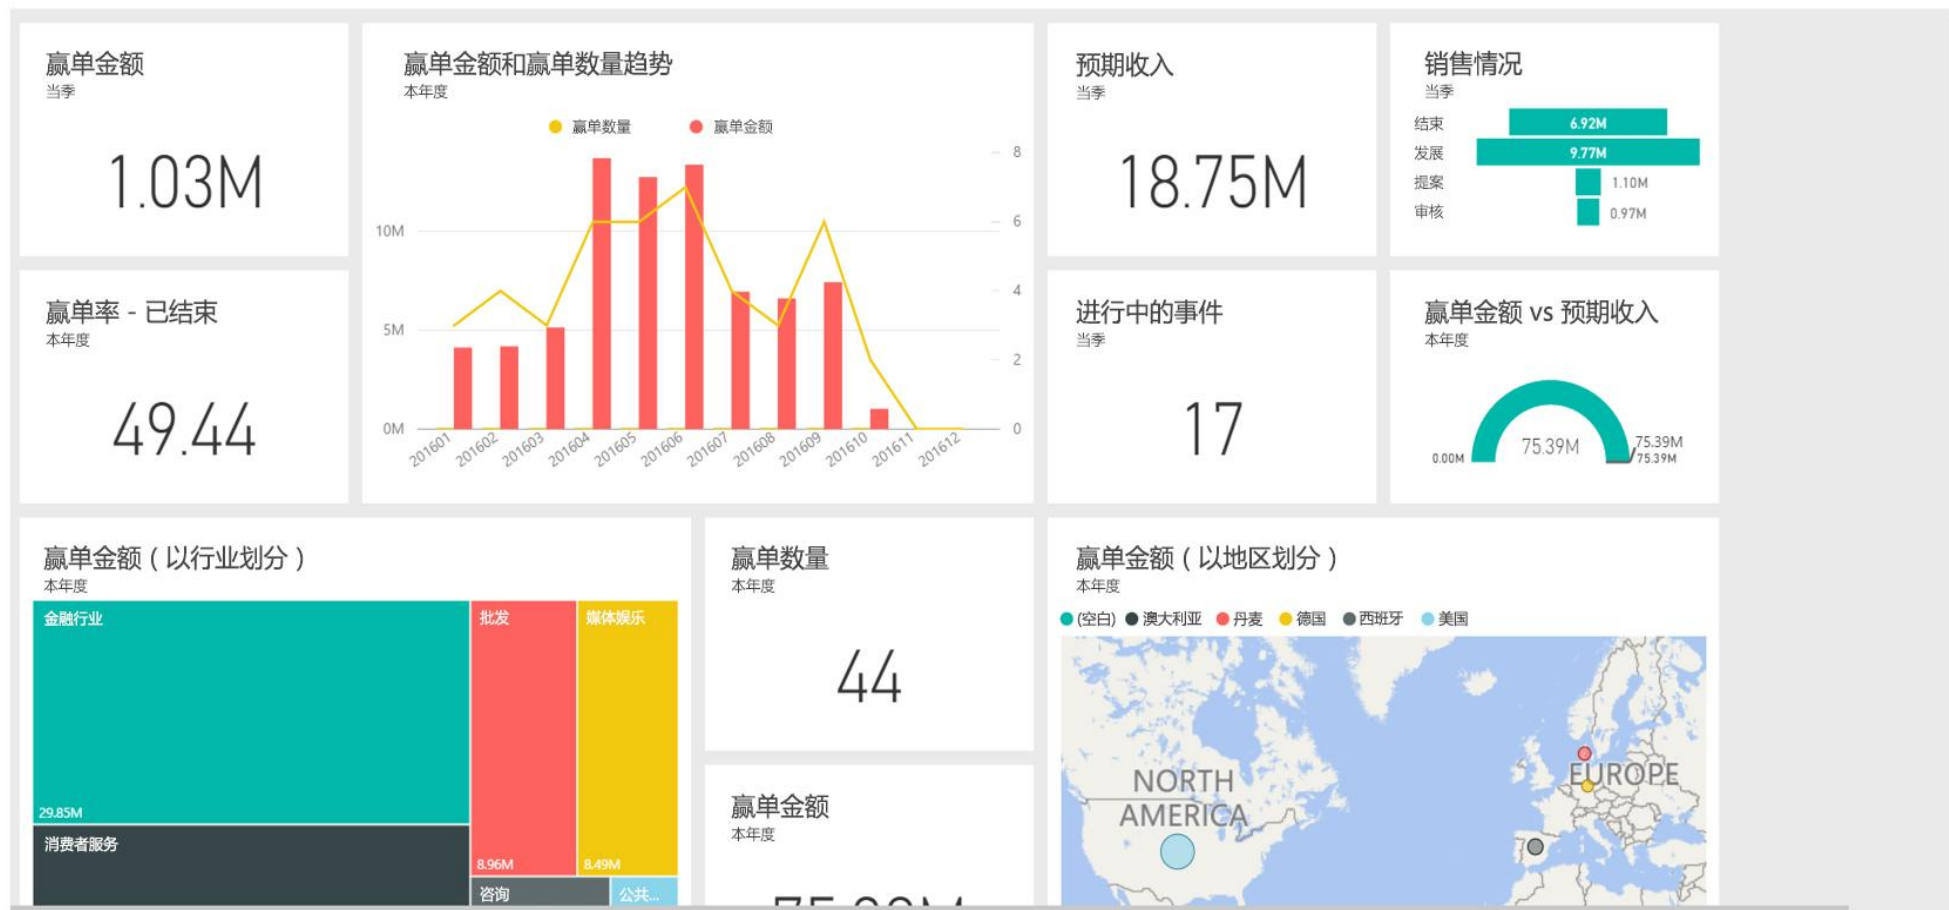 赢单金额
当季
1.03M
赢单率 - 已结束
本年度
49.44
赢单金额和赢单数量趋势
本年度
赢单数量 赢单金额
10M
5M
0M
8
6
4
2
0
201601 201602 201603 201604 201605 201606 201607 201608 201609 201610 201611 201612
预期收入
当季
18.75M
进行中的事件
当季
17
销售情况
当季
结束 6.92M
发展 9.77M
提案 1.10M
审核 0.97M
赢单金额 vs 预期收入
本年度
0.00M
75.39M
75.39M
75.39M
赢单金额（以行业划分）
本年度
金融行业
29.85M
消费者服务
批发
8.96M
媒体娱乐
8.49M
咨询
公共...
赢单数量
本年度
44
赢单金额
本年度
赢单金额（以地区划分）
本年度
(空白) 澳大利亚 丹麦 德国 西班牙 美国
NORTH
AMERICA
EUROPE